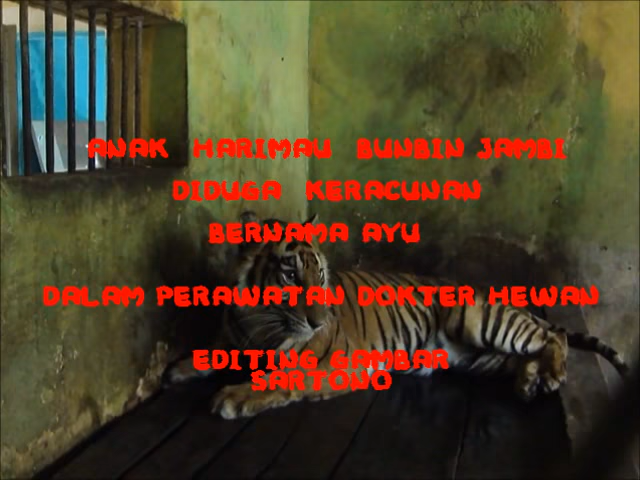 ANAK HARIMAU BUNBIN JAMBI
DIDUGA KERACUNAN
BERNAMA AYU
DALAM PERAWATAN DOKTER HEWAN
EDITING GAMBAR
SARTONO